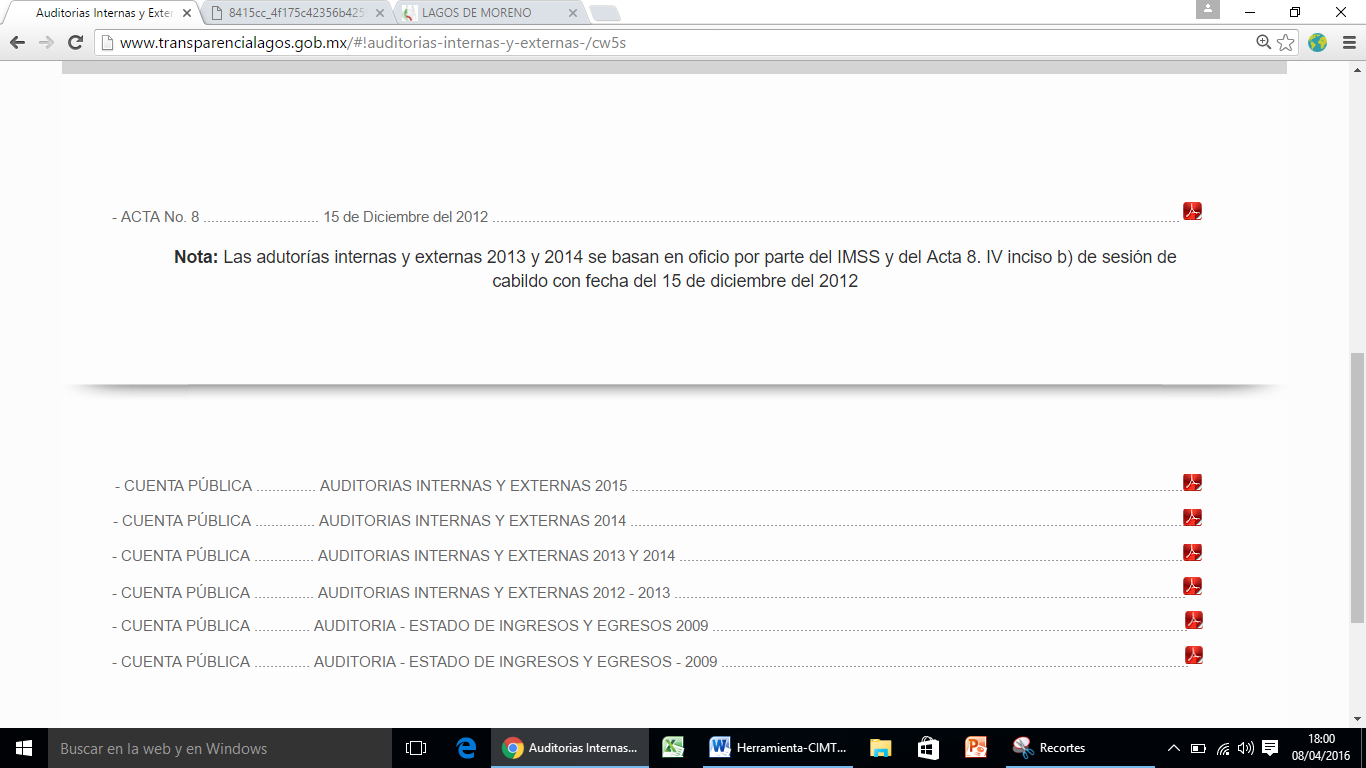 Auditorias Internas y Exter
8415cc_4f175c42356b425
LAGOS DE MORENO
www.transparencialagos.gob.mx/#!auditorias-internas-y-externas-/cw5s
- ACTA No. 8 ............................. 15 de Diciembre del 2012 ..............................
Nota: Las adutorías internas y externas 2013 y 2014 se basan en oficio por parte del IMSS y del Acta 8. IV inciso b) de sesión de
cabildo con fecha del 15 de diciembre del 2012
- CUENTA PÚBLICA ............... AUDITORIAS INTERNAS Y EXTERNAS 2015 ..............................
- CUENTA PÚBLICA ............... AUDITORIAS INTERNAS Y EXTERNAS 2014 ..............................
- CUENTA PÚBLICA ............... AUDITORIAS INTERNAS Y EXTERNAS 2013 Y 2014 ..............................
- CUENTA PÚBLICA ............... AUDITORIAS INTERNAS Y EXTERNAS 2012 - 2013 ..............................
- CUENTA PÚBLICA .............. AUDITORIA - ESTADO DE INGRESOS Y EGRESOS 2009 ..............................
- CUENTA PÚBLICA .............. AUDITORIA - ESTADO DE INGRESOS Y EGRESOS - 2009 ..............................
Buscar en la web y en Windows
Auditorias Internas...
Herramienta-CIMT...
Recortes
18:00
08/04/2016